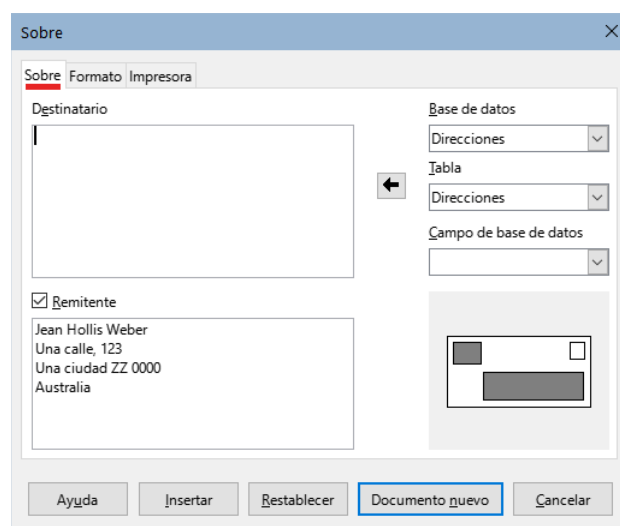 Sobre
Sobre Formato Impresora
Destinatario
Base de datos
Direcciones
Tabla
Direcciones
Campo de base de datos
Remitente
Jean Hollis Weber
Una calle, 123
Una ciudad ZZ 0000
Australia
Ayuda Insertar Restablecer Documento nuevo Cancelar